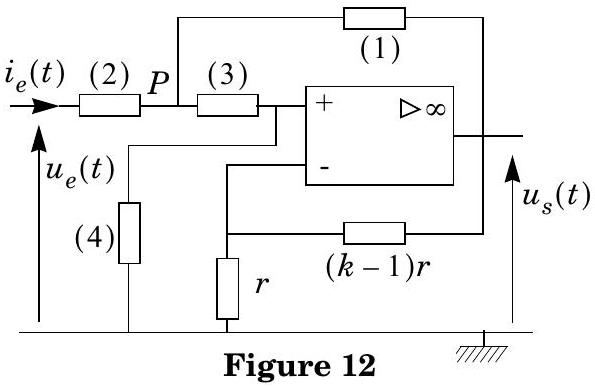 (1)
i_e(t) (2) P (3)
+ ▷∞
u_e(t) - u_s(t)
(4)
(k – 1)r
r
Figure 12